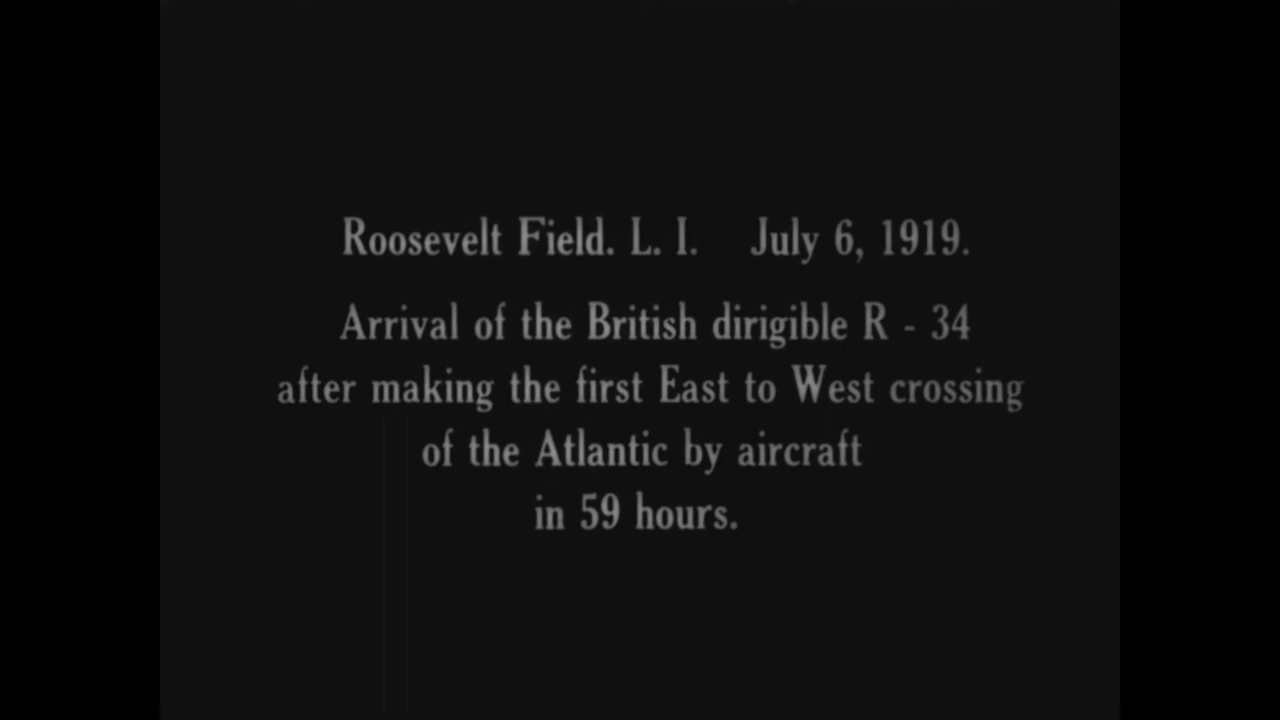 Roosevelt Field. L. I. July 6, 1919.
Arrival of the British dirigible R - 34
after making the first East to West crossing
of the Atlantic by aircraft
in 59 hours.